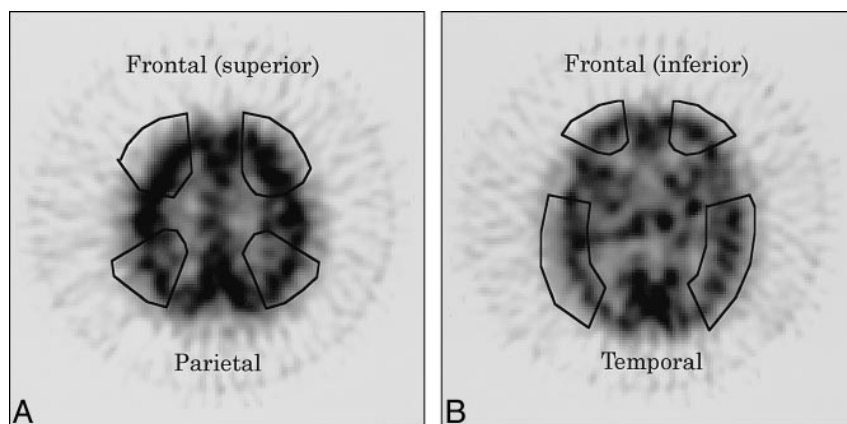 Frontal (superior)
Parietal
A
Frontal (inferior)
Temporal
B